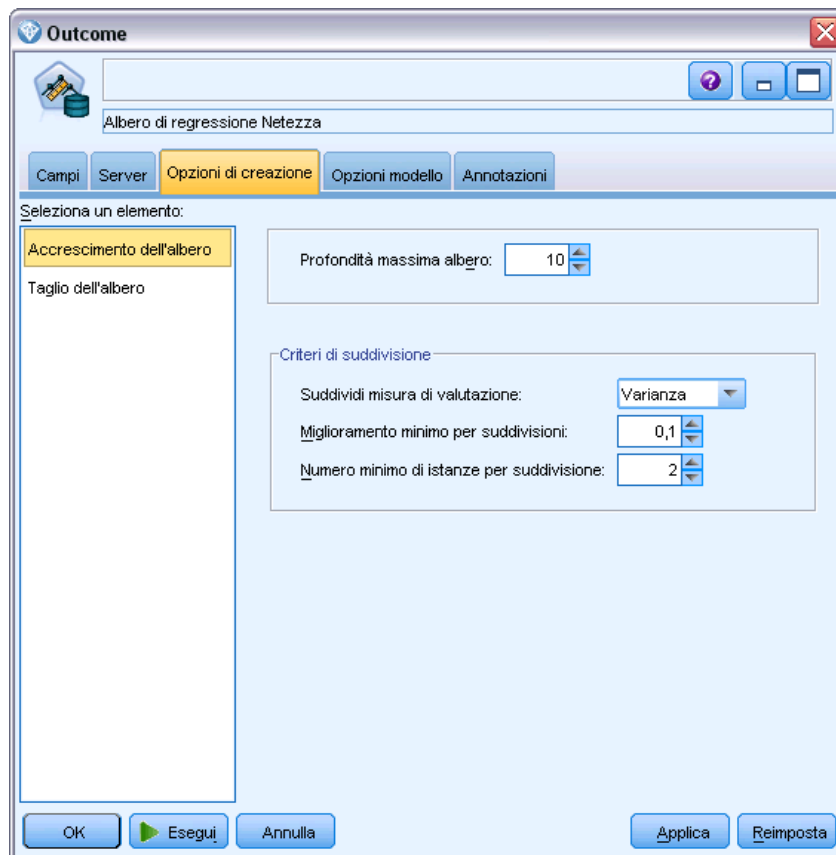 Outcome
Albero di regressione Netezza
Campi Server Opzioni di creazione Opzioni modello Annotazioni
Seleziona un elemento:
Accrescimento dell'albero
Taglio dell'albero
Profondità massima albero: 10
Criteri di suddivisione
Suddividi misura di valutazione: Varianza
Miglioramento minimo per suddivisioni: 0,1
Numero minimo di istanze per suddivisione: 2
OK Esegui Annulla Applica Reimposta